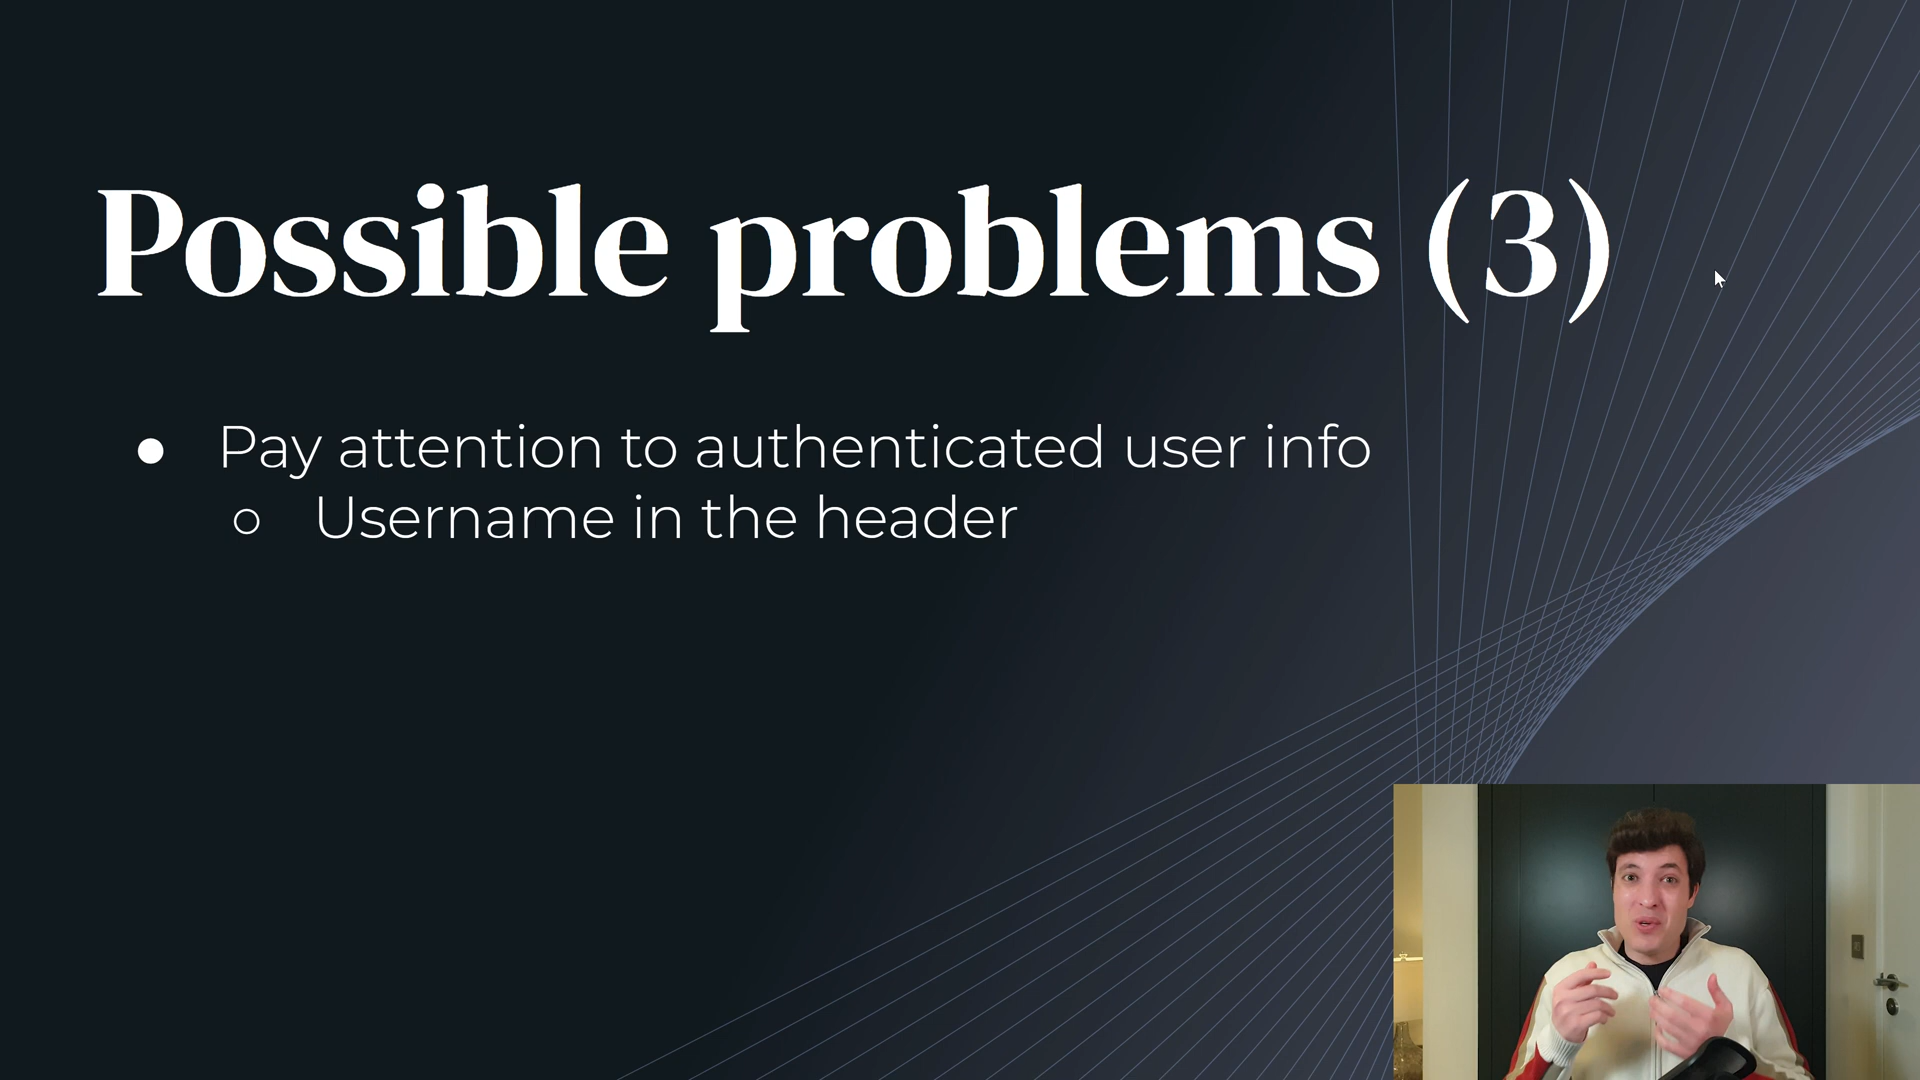 Possible problems (3)
● Pay attention to authenticated user info
○ Username in the header